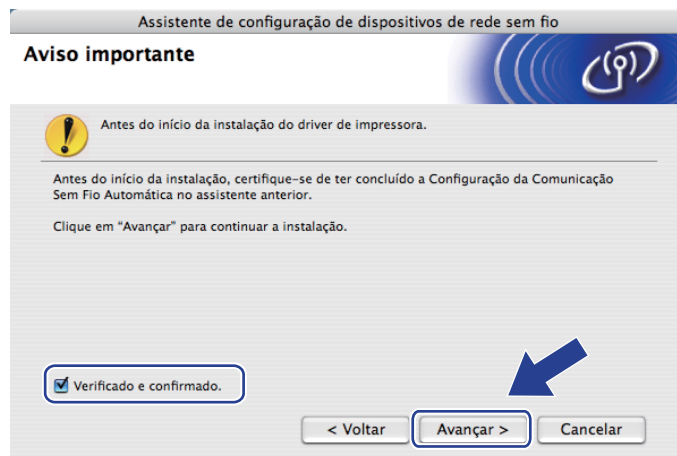 Assistente de configuração de dispositivos de rede sem fio
Aviso importante
Antes do início da instalação do driver de impressora.
Antes do início da instalação, certifique-se de ter concluído a Configuração da Comunicação
Sem Fio Automática no assistente anterior.
Clique em “Avançar” para continuar a instalação.
Verificado e confirmado.
< Voltar
Avançar >
Cancelar